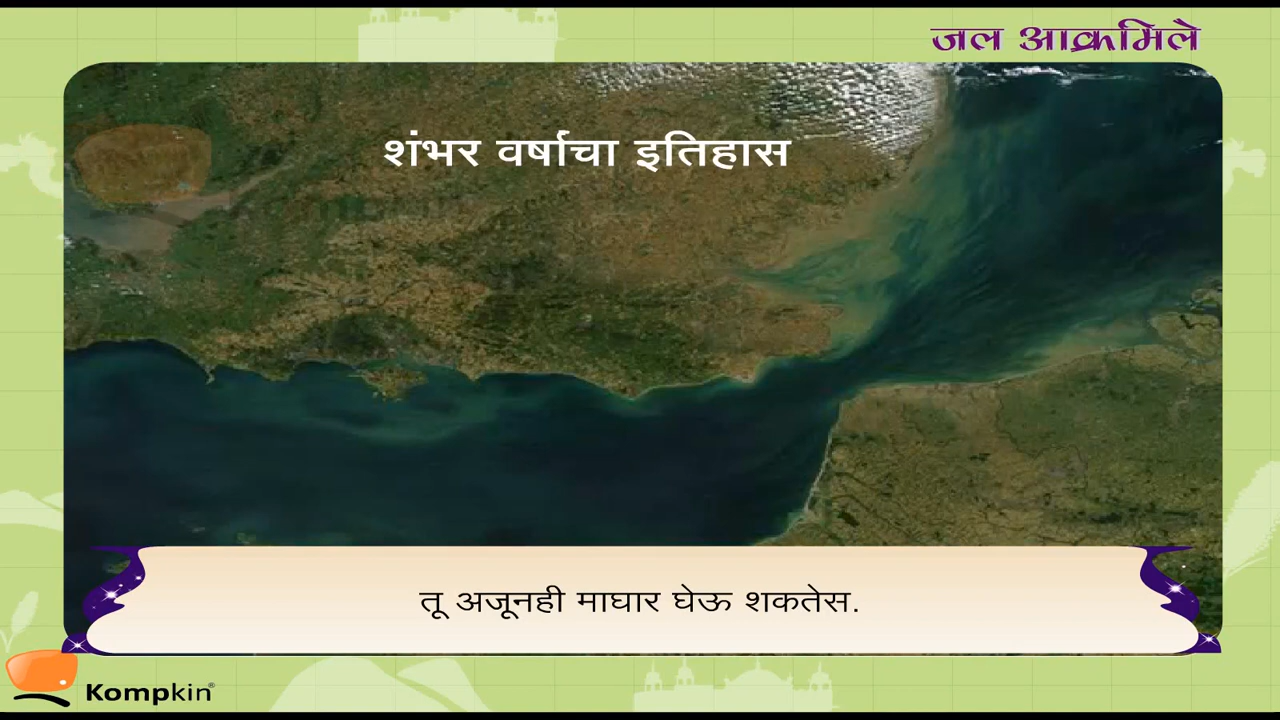 जल आक्रमिले
शंभर वर्षाचा इतिहास
तू अजूनही माघार घेऊ शकतेस.
Kompkin®